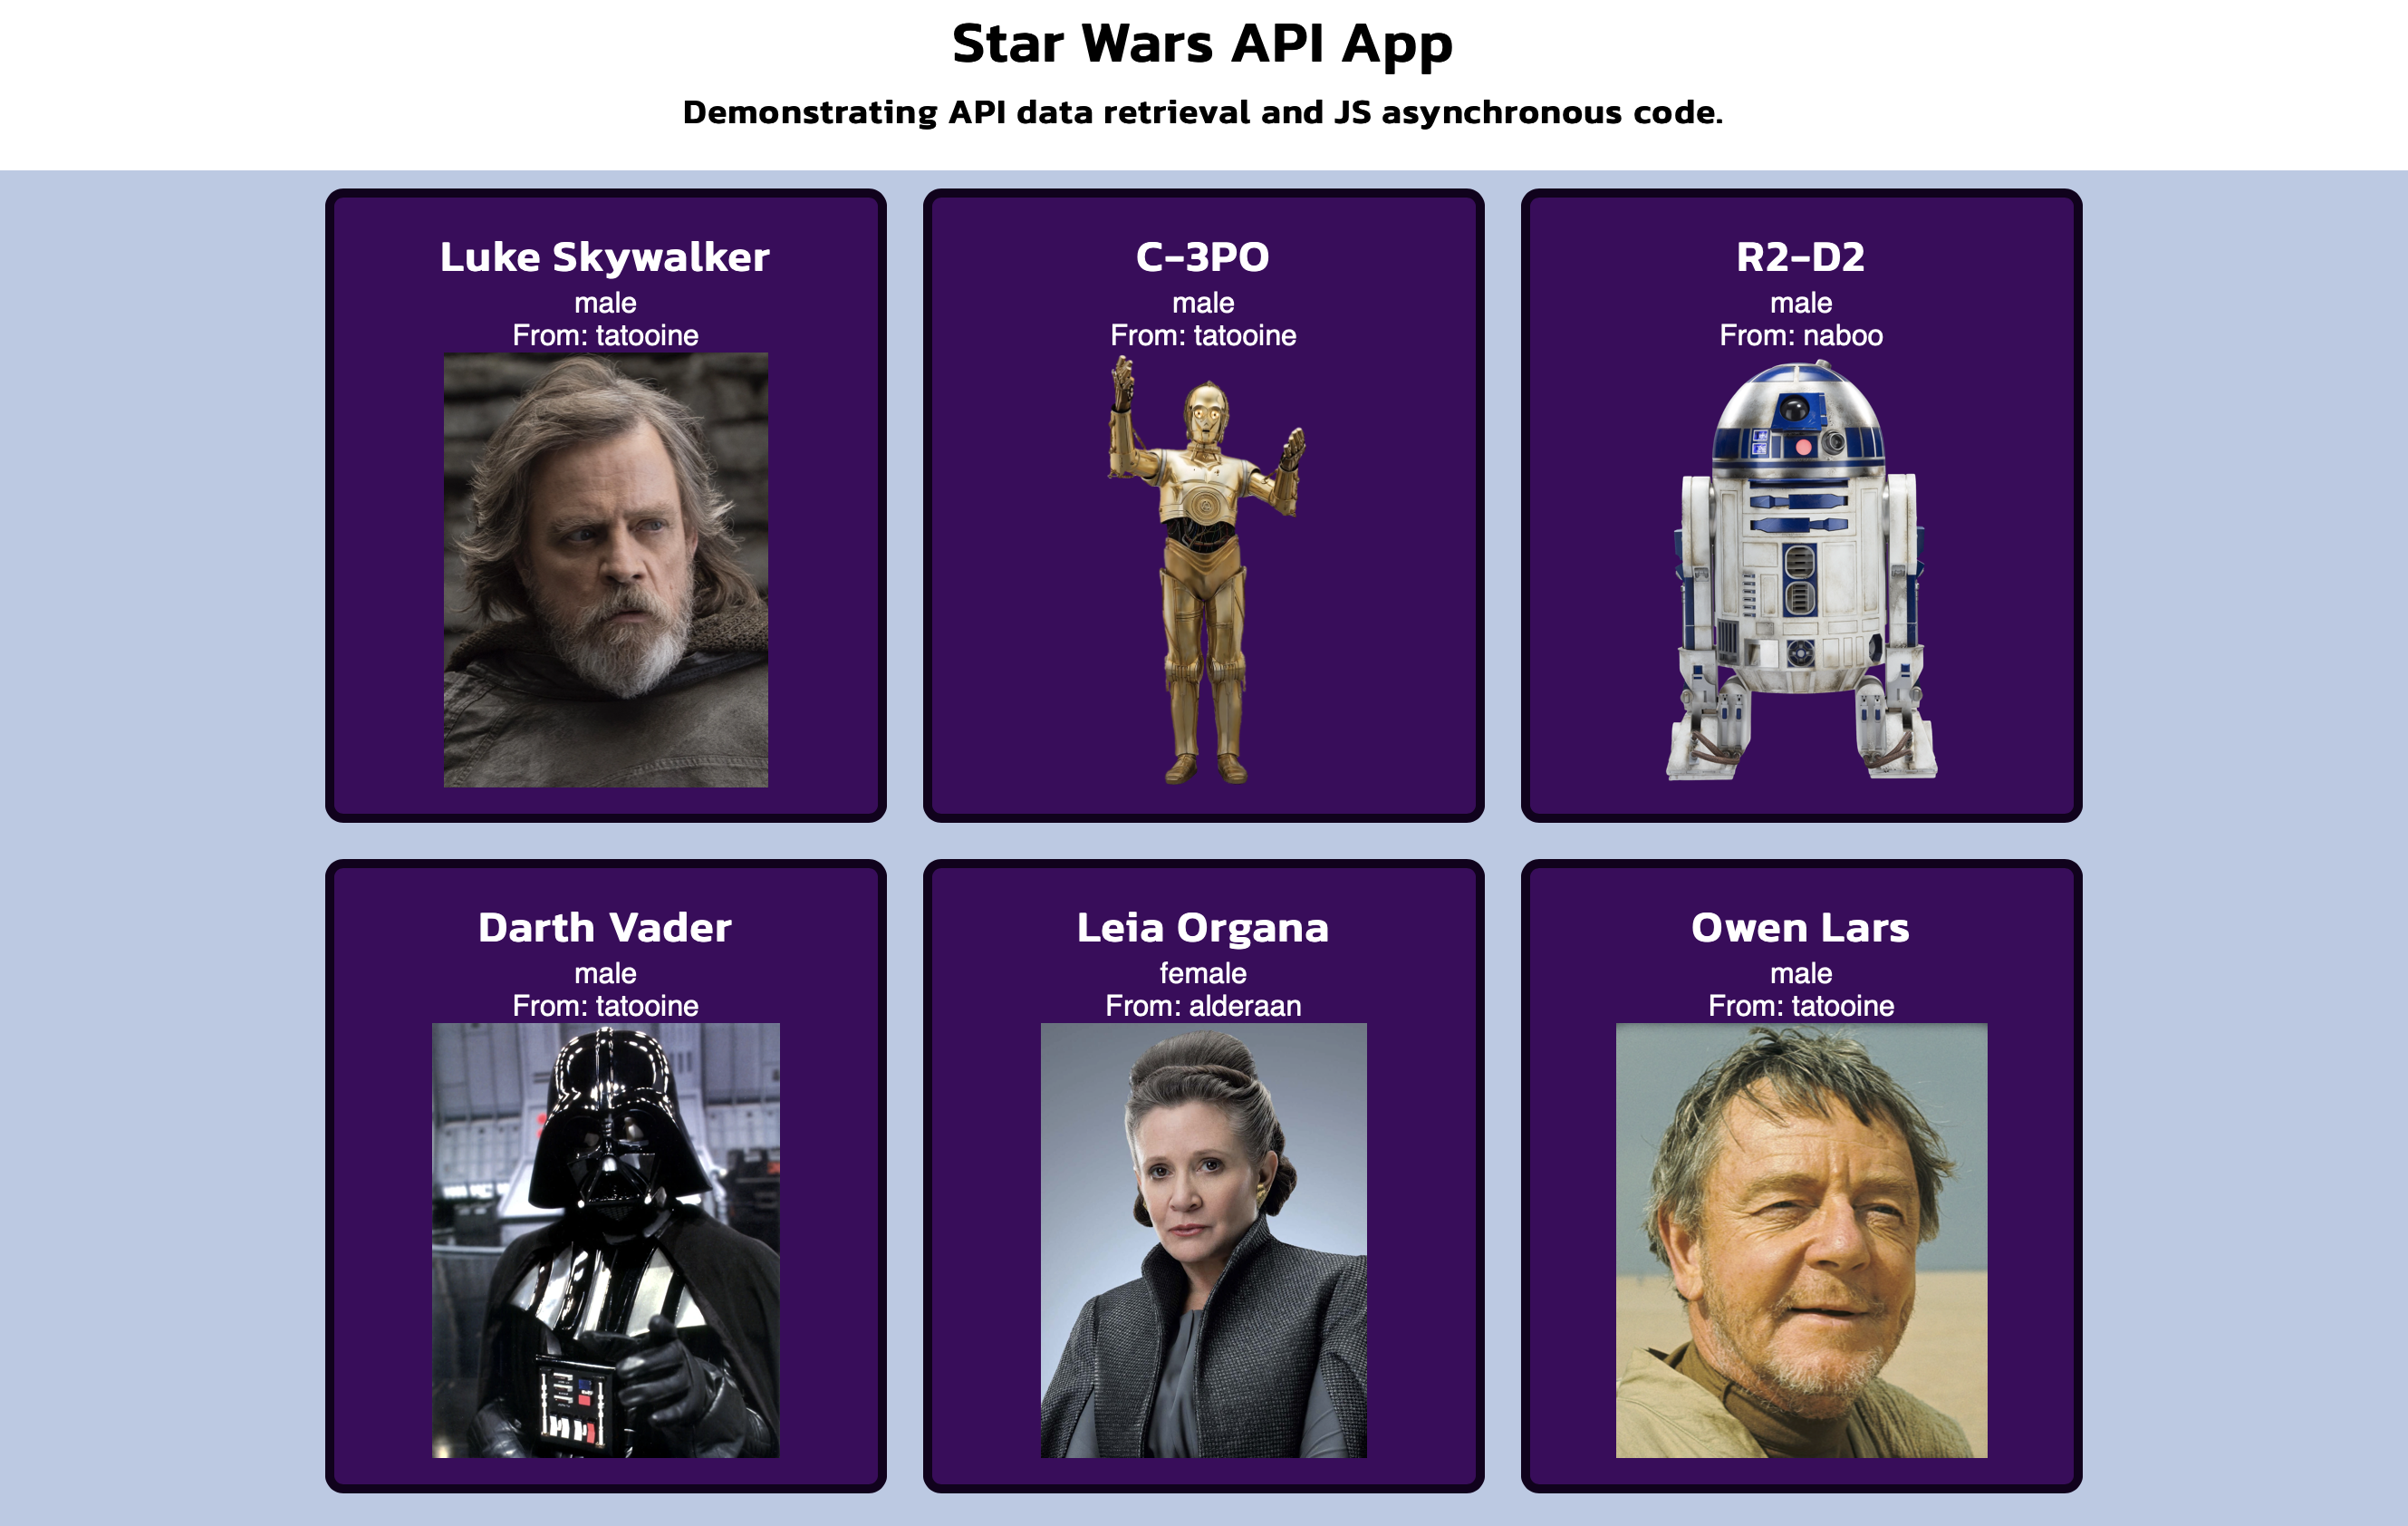 Star Wars API App
Demonstrating API data retrieval and JS asynchronous code.
Luke Skywalker
male
From: tatooine
C-3PO
male
From: tatooine
R2-D2
male
From: naboo
Darth Vader
male
From: tatooine
Leia Organa
female
From: alderaan
Owen Lars
male
From: tatooine